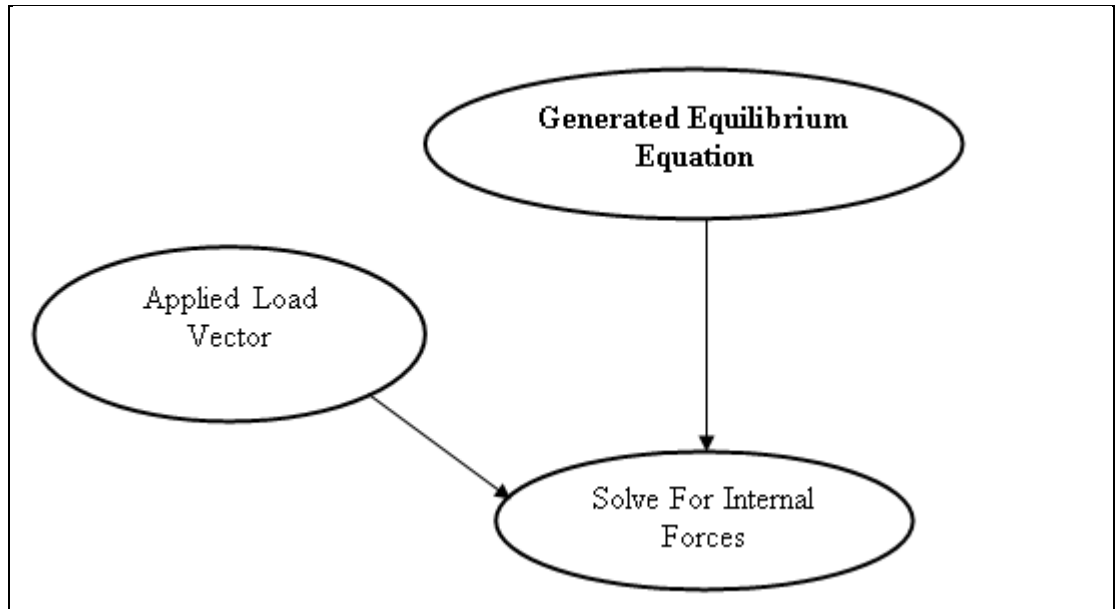 Generated Equilibrium
Equation
Applied Load
Vector
Solve For Internal
Forces